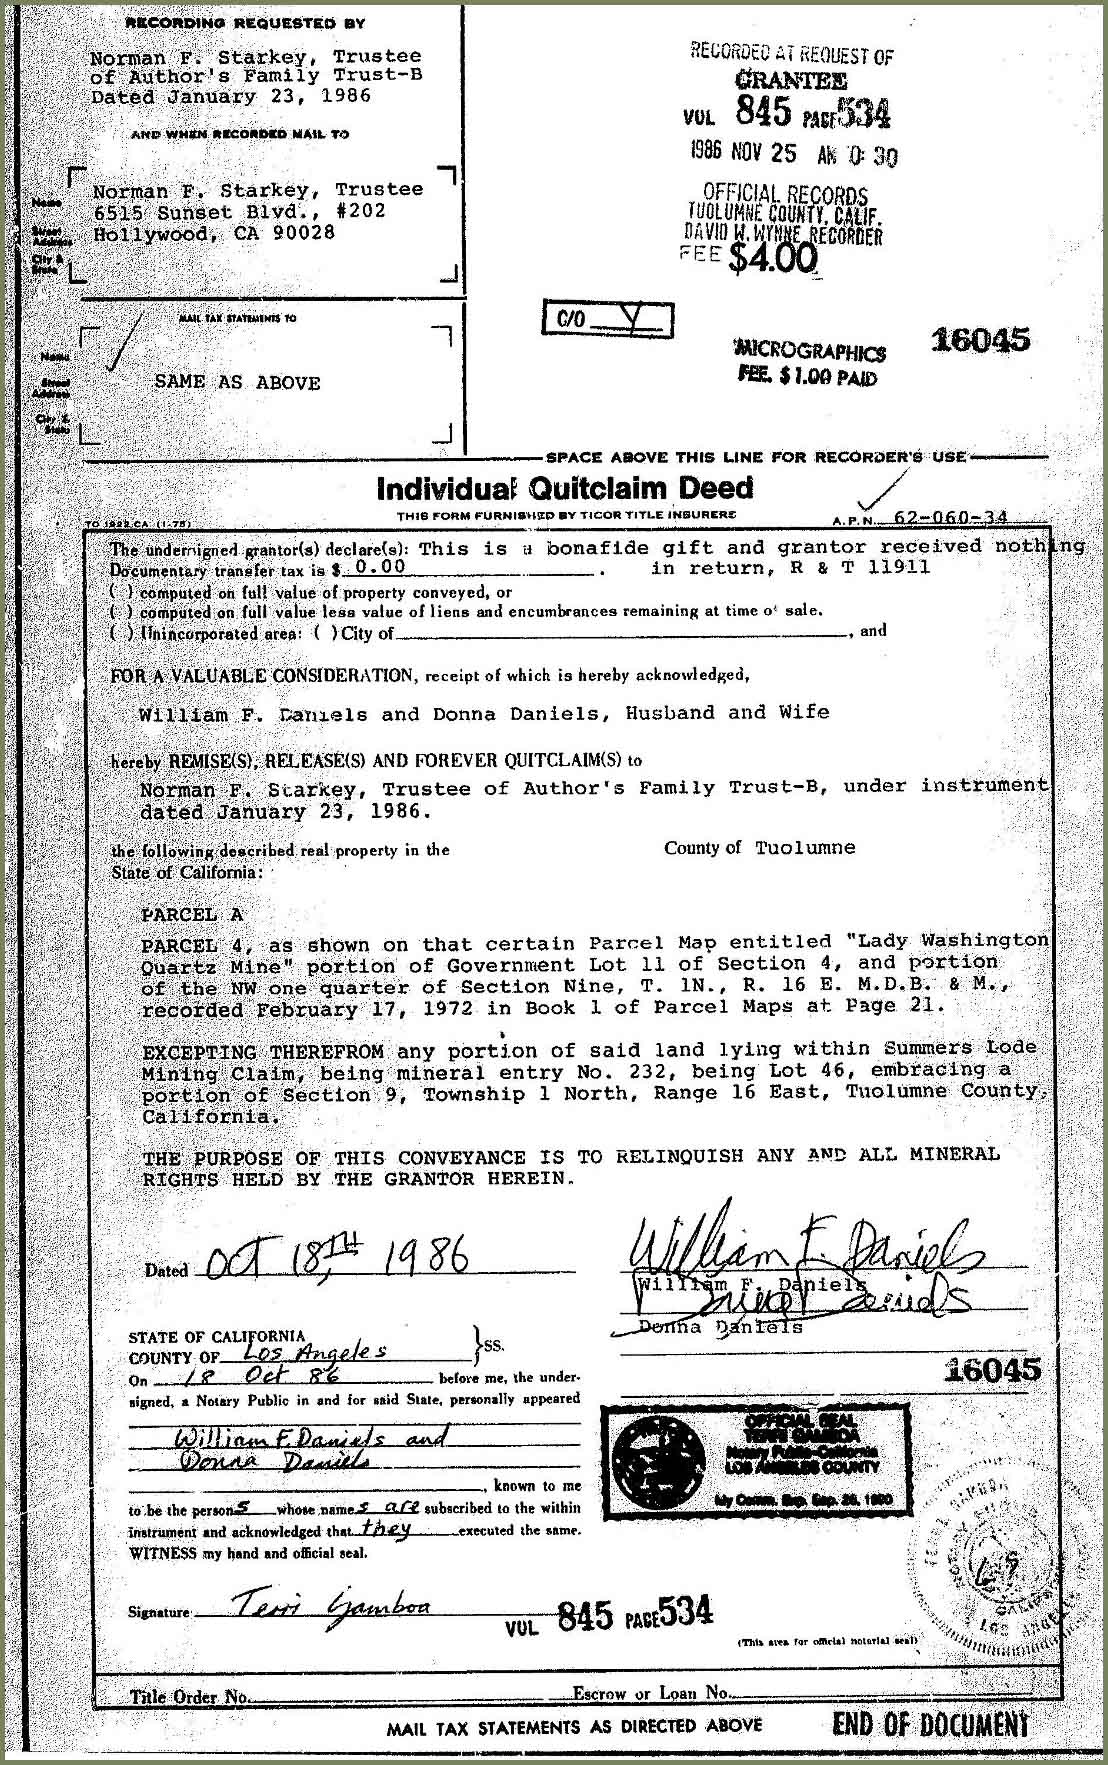 RECORDING REQUESTED BY
Norman F. Starkey, Trustee
of Author's Family Trust-B
Dated January 23, 1986
AND WHEN RECORDED MAIL TO
Name
Street
Address
City &
State
Norman F. Starkey, Trustee
6515 Sunset Blvd., #202
Hollywood, CA 90028
MAIL TAX STATEMENTS TO
Name
Street
Address
City &
State
SAME AS ABOVE
RECORDED AT REQUEST OF
GRANTEE
VOL 845 PAGE 534
1986 NOV 25 AM 30
OFFICIAL RECORDS
TUOLUMNE COUNTY, CALIF.
DAVID W. WYNNE RECORDER
FEE $4.00
C/O Y
MICROGRAPHICS
FEE. $1.00 PAID
16045
SPACE ABOVE THIS LINE FOR RECORDER'S USE
Individual Quitclaim Deed
THIS FORM FURNISHED BY TICOR TITLE INSURERS
TO 1922 CA (1-75)
A.P.N. 62-060-34
The undersigned grantor(s) declare(s): This is a bonafide gift and grantor received nothing
Documentary transfer tax is $ 0.00 . in return, R & T 11911
( ) computed on full value of property conveyed, or
( ) computed on full value less value of liens and encumbrances remaining at time of sale.
( ) Unincorporated area: ( ) City of , and
FOR A VALUABLE CONSIDERATION, receipt of which is hereby acknowledged,
William F. Daniels and Donna Daniels, Husband and Wife
hereby REMISE(S), RELEASE(S) AND FOREVER QUITCLAIM(S) to
Norman F. Starkey, Trustee of Author's Family Trust-B, under instrument
dated January 23, 1986.
the following described real property in the County of Tuolumne
State of California:
PARCEL A
PARCEL 4, as shown on that certain Parcel Map entitled "Lady Washington
Quartz Mine" portion of Government Lot 11 of Section 4, and portion
of the NW one quarter of Section Nine, T. 1N., R. 16 E. M.D.B. & M.,
recorded February 17, 1972 in Book 1 of Parcel Maps at Page 21.
EXCEPTING THEREFROM any portion of said land lying within Summers Lode
Mining Claim, being mineral entry No. 232, being Lot 46, embracing a
portion of Section 9, Township 1 North, Range 16 East, Tuolumne County,
California.
THE PURPOSE OF THIS CONVEYANCE IS TO RELINQUISH ANY AND ALL MINERAL
RIGHTS HELD BY THE GRANTOR HEREIN.
Dated OCT 18TH, 1986
William F. Daniels
William F. Daniels
Donna Daniels
Donna Daniels
STATE OF CALIFORNIA
COUNTY OF Los Angeles }SS.
On 18 Oct 86 before me, the under-
signed, a Notary Public in and for said State, personally appeared
William F. Daniels and
Donna Daniels
, known to me
to be the persons whose names are subscribed to the within
instrument and acknowledged that they executed the same.
WITNESS my hand and official seal.
Signature Terri Gamboa
16045
OFFICIAL SEAL
TERRI GAMBOA
Notary Public-California
LOS ANGELES COUNTY
My Comm. Exp. Sep. 1990
TERRI GAMBOA
NOTARY
LOS ANGELES
VOL 845 PAGE 534
(This area for official notarial seal)
Title Order No. Escrow or Loan No.
MAIL TAX STATEMENTS AS DIRECTED ABOVE
END OF DOCUMENT